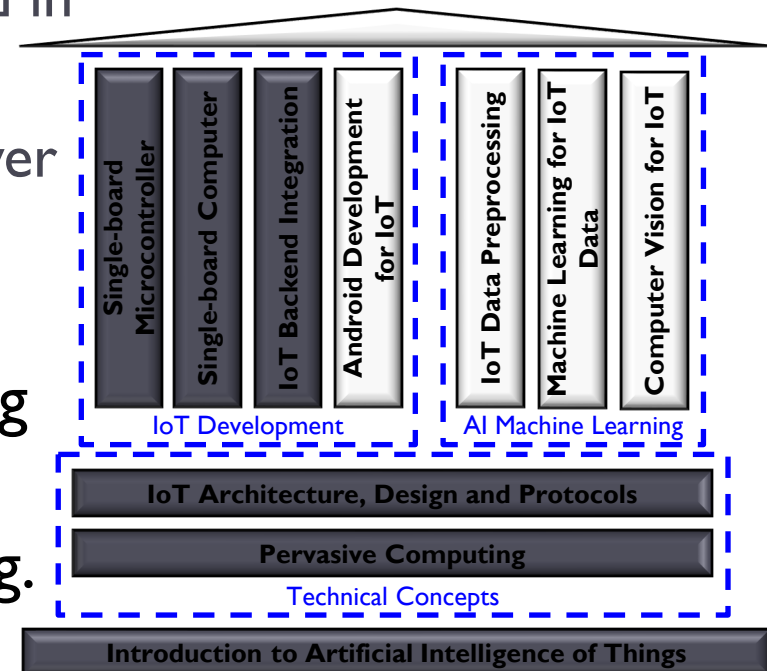 d in
ver
g
g.
Single-board
Microcontroller
Single-board Computer
IoT Backend Integration
Android Development
for IoT
IoT Data Preprocessing
Machine Learning for IoT
Data
Computer Vision for IoT
IoT Development
AI Machine Learning
IoT Architecture, Design and Protocols
Pervasive Computing
Technical Concepts
Introduction to Artificial Intelligence of Things